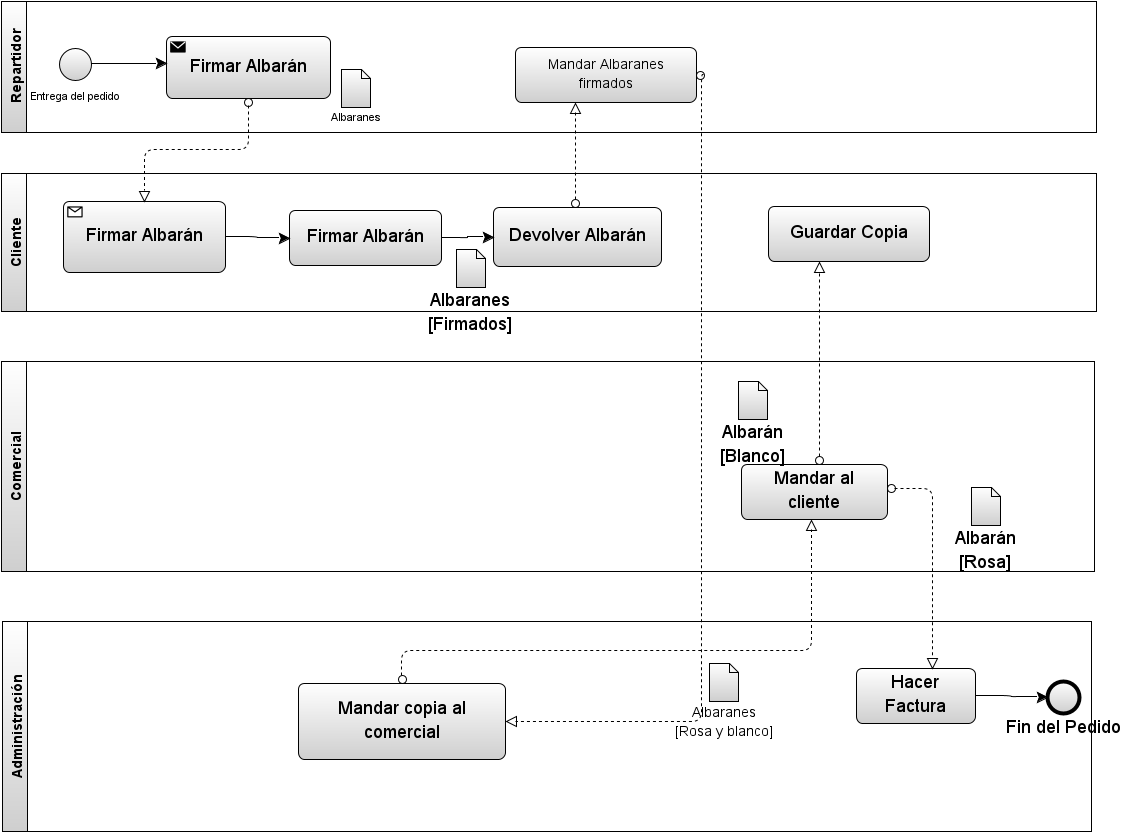 Repartidor
Entrega del pedido
Firmar Albarán
Albaranes
Mandar Albaranes
firmados
Cliente
Firmar Albarán
Firmar Albarán
Albaranes
[Firmados]
Devolver Albarán
Guardar Copia
Comercial
Albarán
[Blanco]
Mandar al
cliente
Albarán
[Rosa]
Administración
Mandar copia al
comercial
Albaranes
[Rosa y blanco]
Hacer
Factura
Fin del Pedido